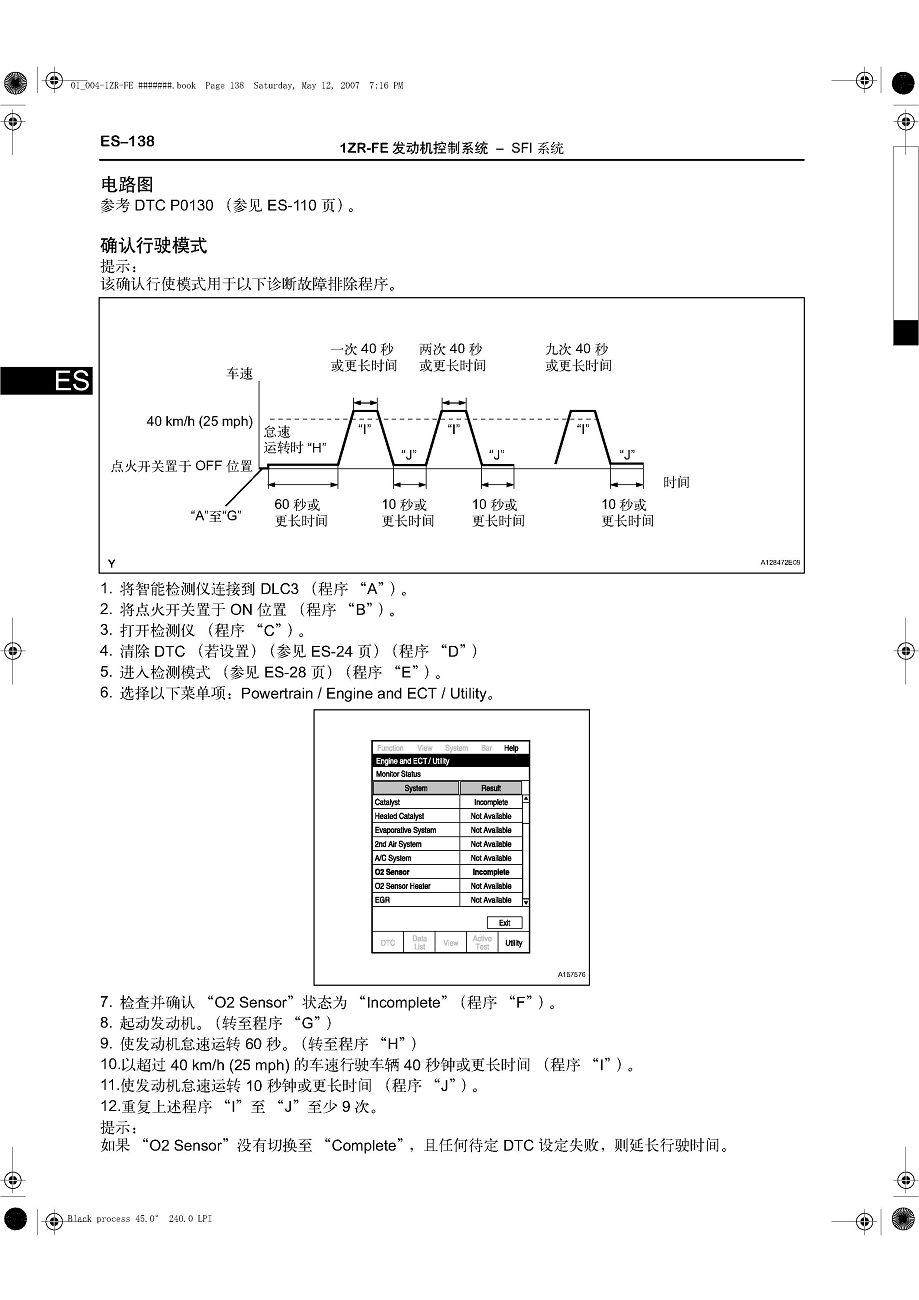 01_004-1ZR-FE #######.book Page 138 Saturday, May 12, 2007 7:16 PM
ES–138
1ZR-FE 发动机控制系统 – SFI 系统
电路图
参考 DTC P0130 （参见 ES-110 页）。
确认行驶模式
提示：
该确认行使模式用于以下诊断故障排除程序。
ES
一次 40 秒 两次 40 秒 九次 40 秒
或更长时间 或更长时间 或更长时间
车速
40 km/h (25 mph)
怠速
运转时 “H”
“I” “I” “I”
“J” “J” “J”
点火开关置于 OFF 位置
时间
“A”至“G”
60 秒或 10 秒或 10 秒或 10 秒或
更长时间 更长时间 更长时间 更长时间
Y
A128472E09
1. 将智能检测仪连接到 DLC3 （程序 “A”）。
2. 将点火开关置于 ON 位置 （程序 “B”）。
3. 打开检测仪 （程序 “C”）。
4. 清除 DTC （若设置）（参见 ES-24 页）（程序 “D”）
5. 进入检测模式 （参见 ES-28 页）（程序 “E”）。
6. 选择以下菜单项：Powertrain / Engine and ECT / Utility。
Function View System Bar Help
Engine and ECT / Utility
Monitor Status
System Result
Catalyst Incomplete
Heated Catalyst Not Available
Evaporative System Not Available
2nd Air System Not Available
A/C System Not Available
O2 Sensor Incomplete
O2 Sensor Heater Not Available
EGR Not Available
Exit
DTC Data List View Active Test Utility
A157576
7. 检查并确认 “O2 Sensor”状态为 “Incomplete”（程序 “F”）。
8. 起动发动机。（转至程序 “G”）
9. 使发动机怠速运转 60 秒。（转至程序 “H”）
10.以超过 40 km/h (25 mph) 的车速行驶车辆 40 秒钟或更长时间 （程序 “I”）。
11.使发动机怠速运转 10 秒钟或更长时间 （程序 “J”）。
12.重复上述程序 “I”至 “J”至少 9 次。
提示：
如果 “O2 Sensor”没有切换至 “Complete”，且任何待定 DTC 设定失败，则延长行驶时间。
Black process 45.0° 240.0 LPI